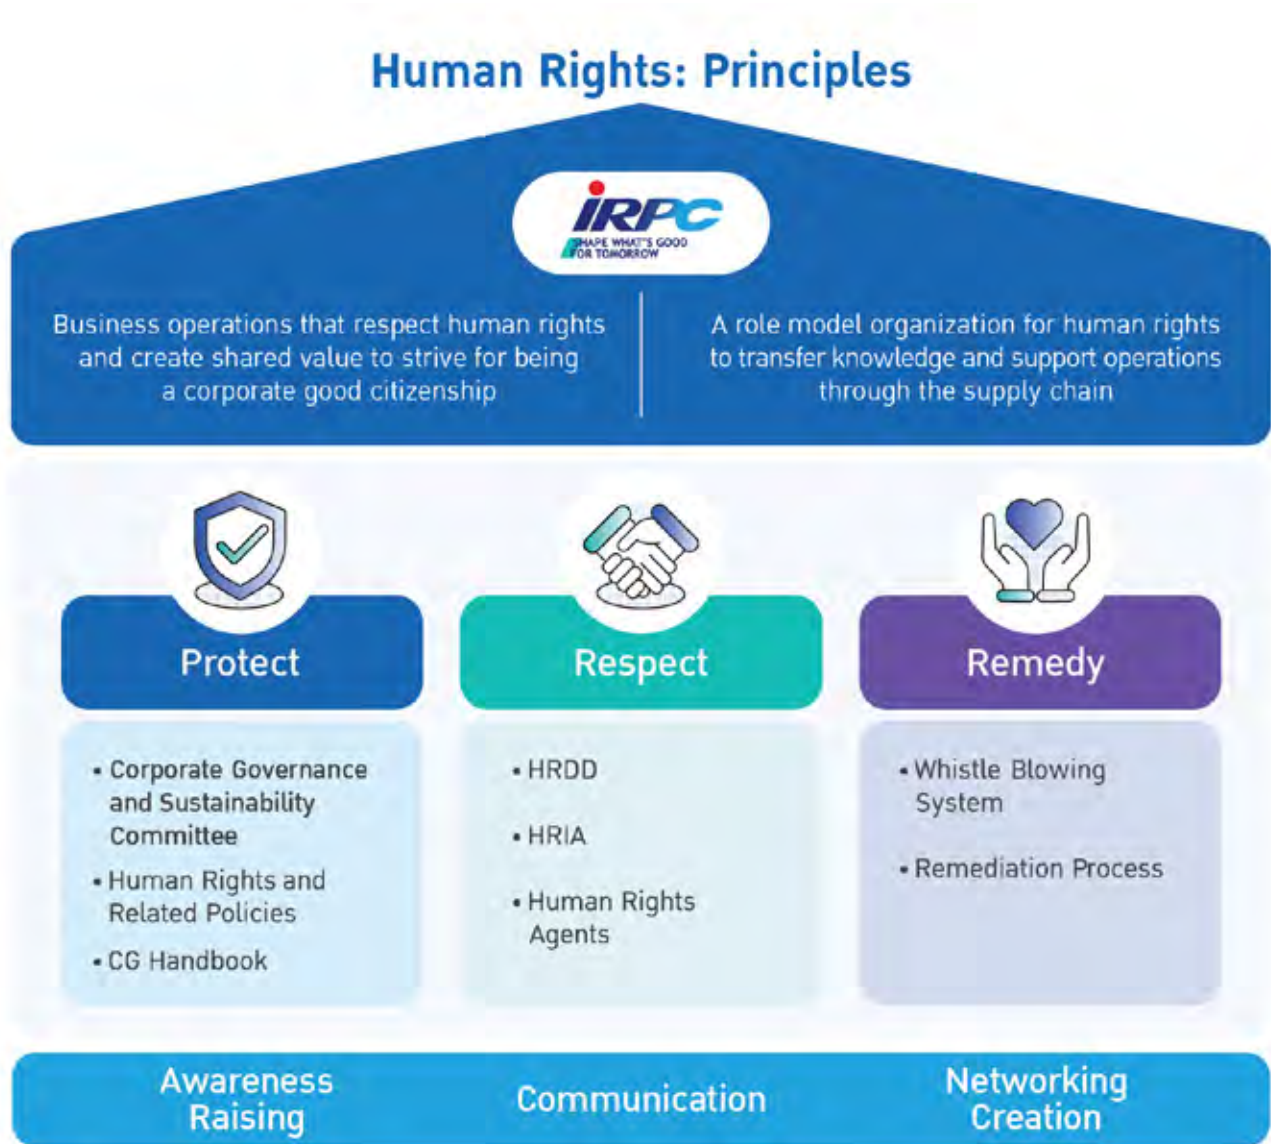 Human Rights: Principles
iRPC
SHAPE WHAT'S GOOD
FOR TOMORROW
Business operations that respect human rights
and create shared value to strive for being
a corporate good citizenship
A role model organization for human rights
to transfer knowledge and support operations
through the supply chain
Protect
• Corporate Governance
and Sustainability
Committee
• Human Rights and
Related Policies
• CG Handbook
Respect
• HRDD
• HRIA
• Human Rights
Agents
Remedy
• Whistle Blowing
System
• Remediation Process
Awareness
Raising
Communication
Networking
Creation